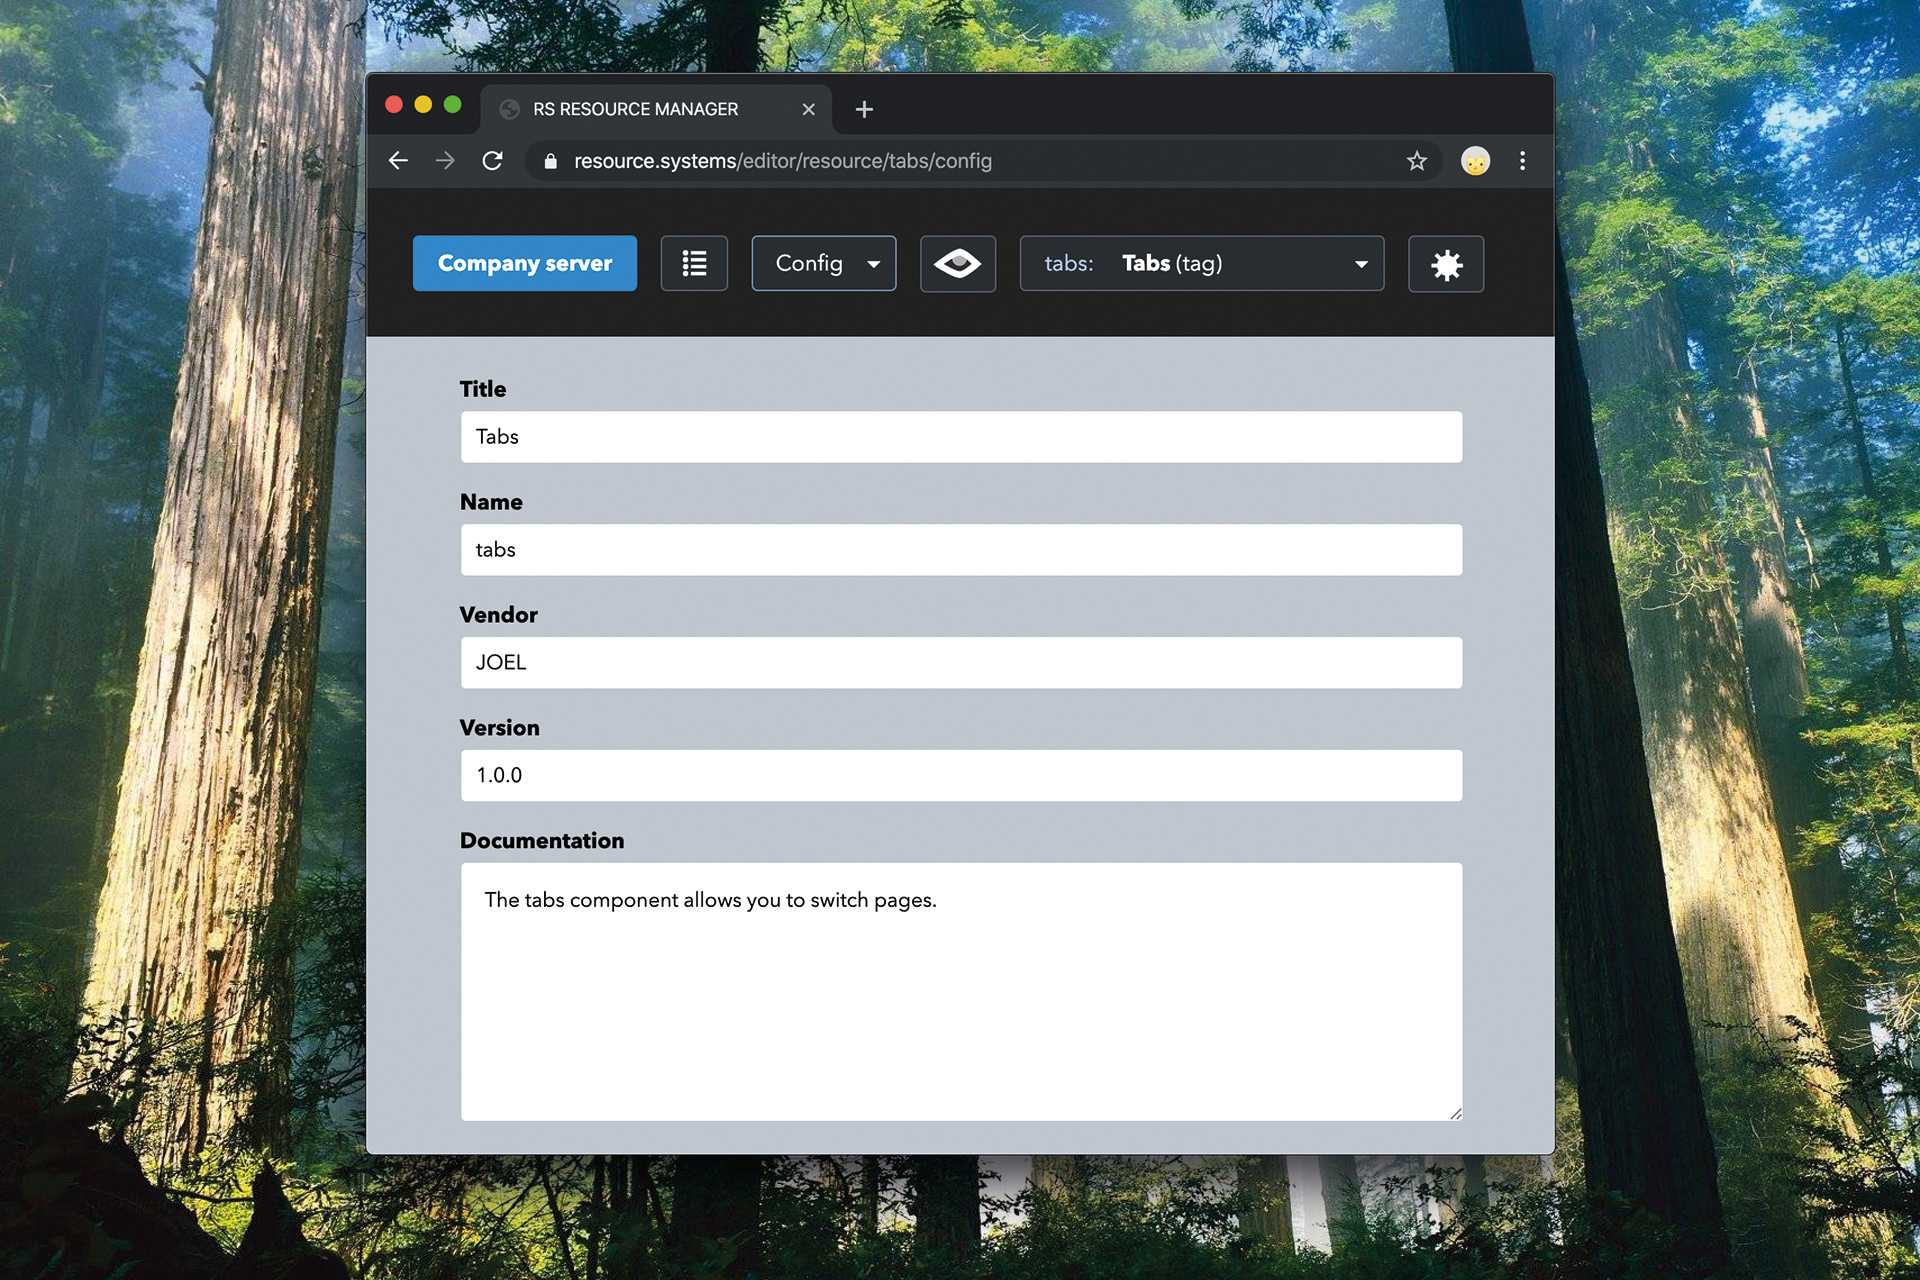 RS RESOURCE MANAGER
resource.systems/editor/resource/tabs/config
Company server
Config
tabs: Tabs (tag)
Title
Tabs
Name
tabs
Vendor
JOEL
Version
1.0.0
Documentation
The tabs component allows you to switch pages.